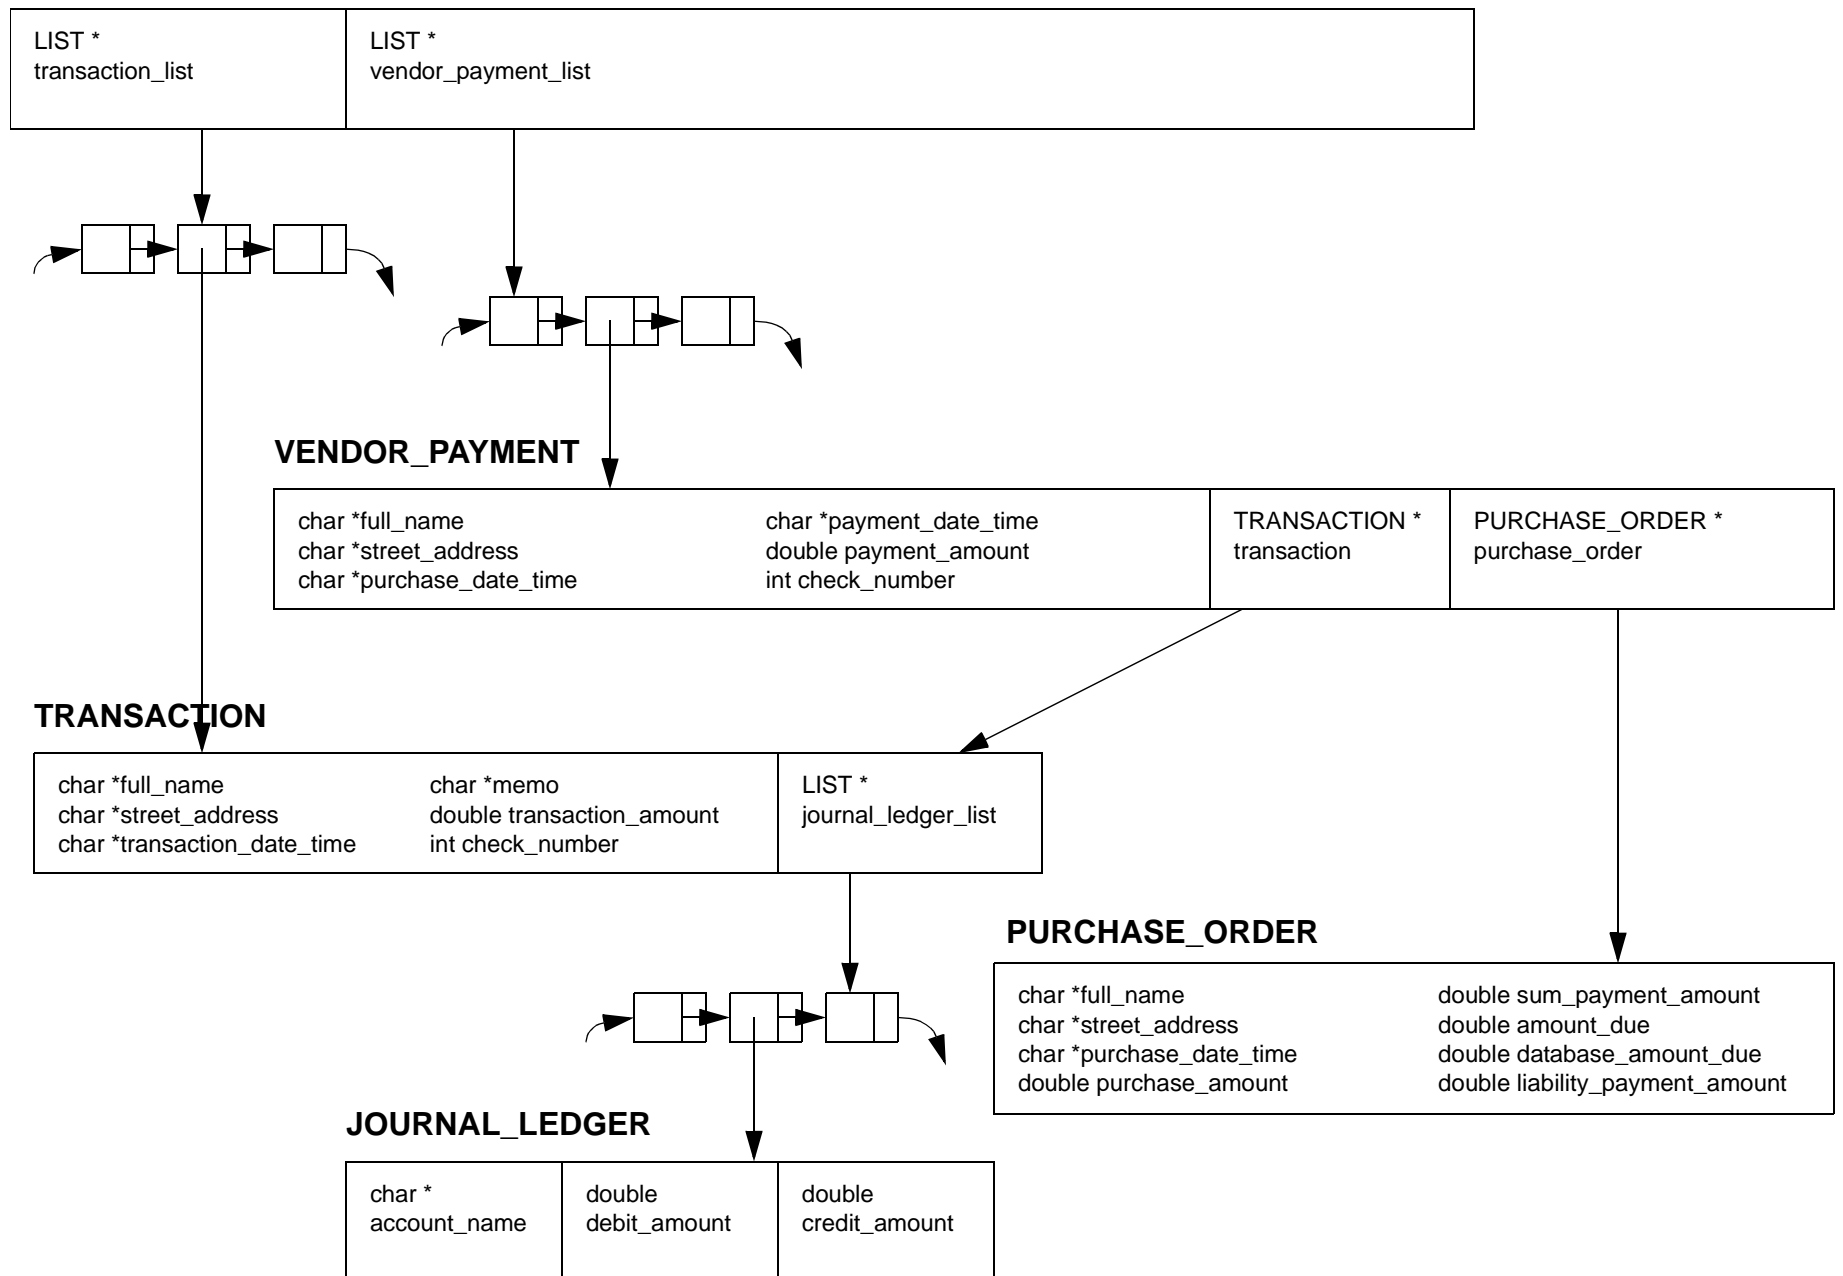 LIST *
transaction_list
LIST *
vendor_payment_list
VENDOR_PAYMENT
char *full_name
char *street_address
char *purchase_date_time
char *payment_date_time
double payment_amount
int check_number
TRANSACTION *
transaction
PURCHASE_ORDER *
purchase_order
TRANSACTION
char *full_name
char *street_address
char *transaction_date_time
char *memo
double transaction_amount
int check_number
LIST *
journal_ledger_list
PURCHASE_ORDER
char *full_name
char *street_address
char *purchase_date_time
double purchase_amount
double sum_payment_amount
double amount_due
double database_amount_due
double liability_payment_amount
JOURNAL_LEDGER
char *
account_name
double
debit_amount
double
credit_amount